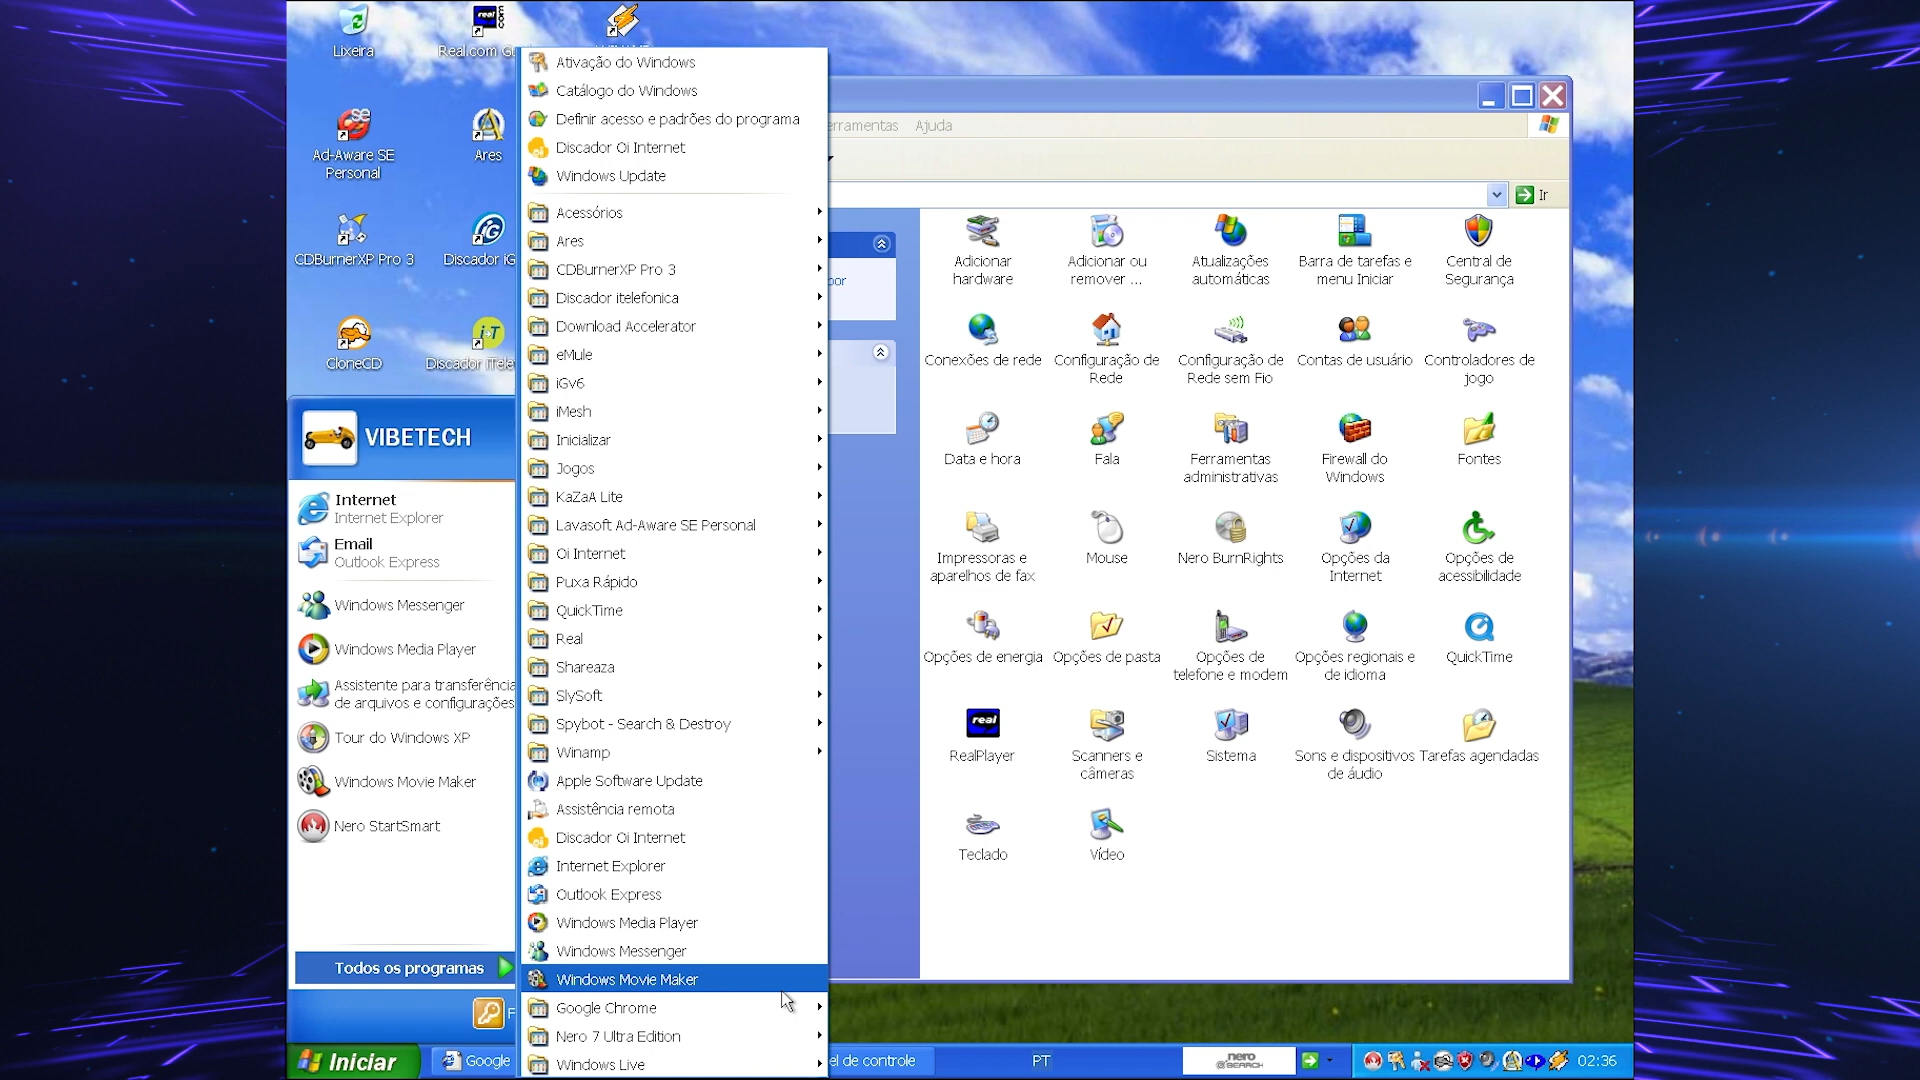 Lixeira
Real.com
Ad-Aware SE
Personal
Ares
CDBurnerXP Pro 3
Discador iG
CloneCD
Discador iTele
VIBETECH
Internet
Internet Explorer
Email
Outlook Express
Windows Messenger
Windows Media Player
Assistente para transferência
de arquivos e configurações
Tour do Windows XP
Windows Movie Maker
Nero StartSmart
Todos os programas
Ativação do Windows
Catálogo do Windows
Definir acesso e padrões do programa
Discador Oi Internet
Windows Update
Acessórios
Ares
CDBurnerXP Pro 3
Discador itelefonica
Download Accelerator
eMule
iGv6
iMesh
Inicializar
Jogos
KaZaA Lite
Lavasoft Ad-Aware SE Personal
Oi Internet
Puxa Rápido
QuickTime
Real
Shareaza
SlySoft
Spybot - Search & Destroy
Winamp
Apple Software Update
Assistência remota
Discador Oi Internet
Internet Explorer
Outlook Express
Windows Media Player
Windows Messenger
Windows Movie Maker
Google Chrome
Nero 7 Ultra Edition
Windows Live
erramentas Ajuda
Ir
Adicionar
hardware
Adicionar ou
remover ...
Atualizações
automáticas
Barra de tarefas e
menu Iniciar
Central de
Segurança
Conexões de rede
Configuração de
Rede
Configuração de
Rede sem Fio
Contas de usuário
Controladores de
jogo
Data e hora
Fala
Ferramentas
administrativas
Firewall do
Windows
Fontes
Impressoras e
aparelhos de fax
Mouse
Nero BurnRights
Opções da
Internet
Opções de
acessibilidade
Opções de energia
Opções de pasta
Opções de
telefone e modem
Opções regionais e
de idioma
QuickTime
real
RealPlayer
Scanners e
câmeras
Sistema
Sons e dispositivos
de áudio
Tarefas agendadas
Teclado
Vídeo
Iniciar
Google
el de controle
PT
nero
SEARCH
02:36